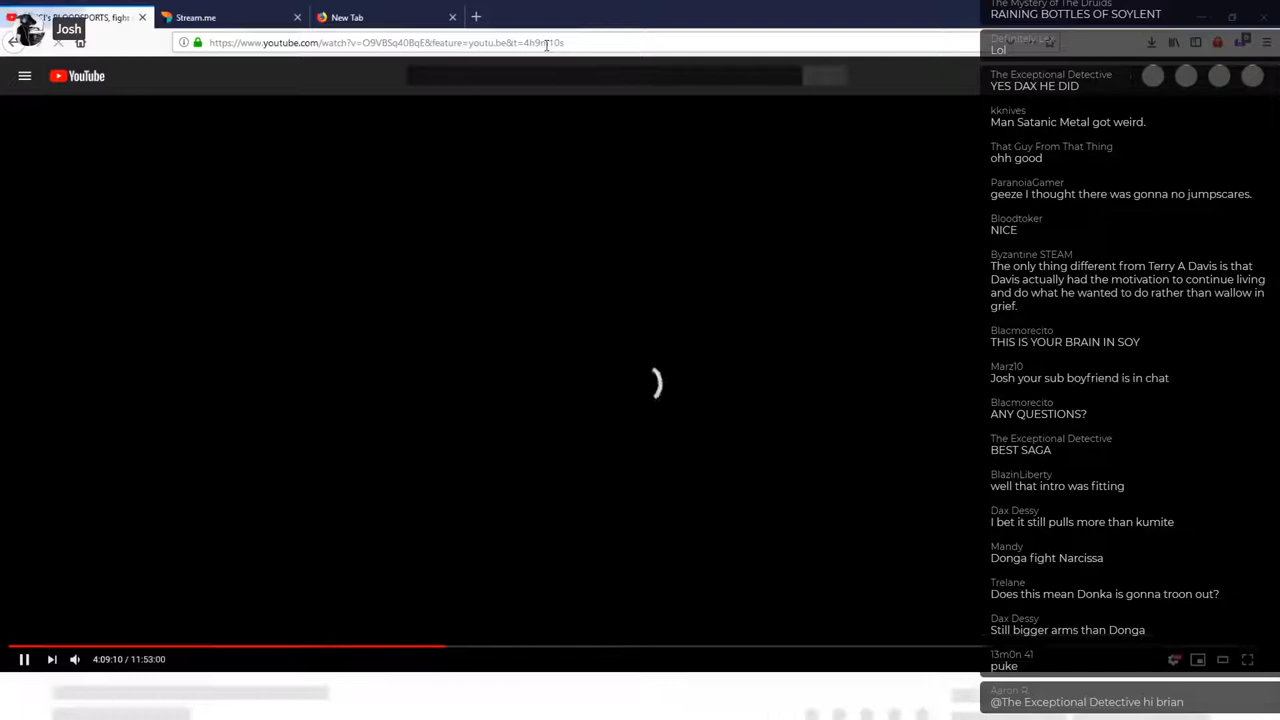 CI's BLOODSPORTS, fight
Stream.me
New Tab
Josh
https://www.youtube.com/watch?v=O9VBSq40BqE&feature=youtu.be&t=4h9m10s
YouTube
4:09:10 / 11:53:00
The Mystery of The Druids
RAINING BOTTLES OF SOYLENT
Lol
The Exceptional Detective
YES DAX HE DID
kknives
Man Satanic Metal got weird.
That Guy From That Thing
ohh good
ParanoiaGamer
geeze I thought there was gonna no jumpscares.
Bloodtoker
NICE
Byzantine STEAM
The only thing different from Terry A Davis is that
Davis actually had the motivation to continue living
and do what he wanted to do rather than wallow in
grief.
Blacmorecito
THIS IS YOUR BRAIN IN SOY
Marz10
Josh your sub boyfriend is in chat
Blacmorecito
ANY QUESTIONS?
The Exceptional Detective
BEST SAGA
BlazinLiberty
well that intro was fitting
Dax Dessy
I bet it still pulls more than kumite
Mandy
Donga fight Narcissa
Trelane
Does this mean Donka is gonna troon out?
Dax Dessy
Still bigger arms than Donga
13m0n 41
puke
Aaron R.
@The Exceptional Detective hi brian